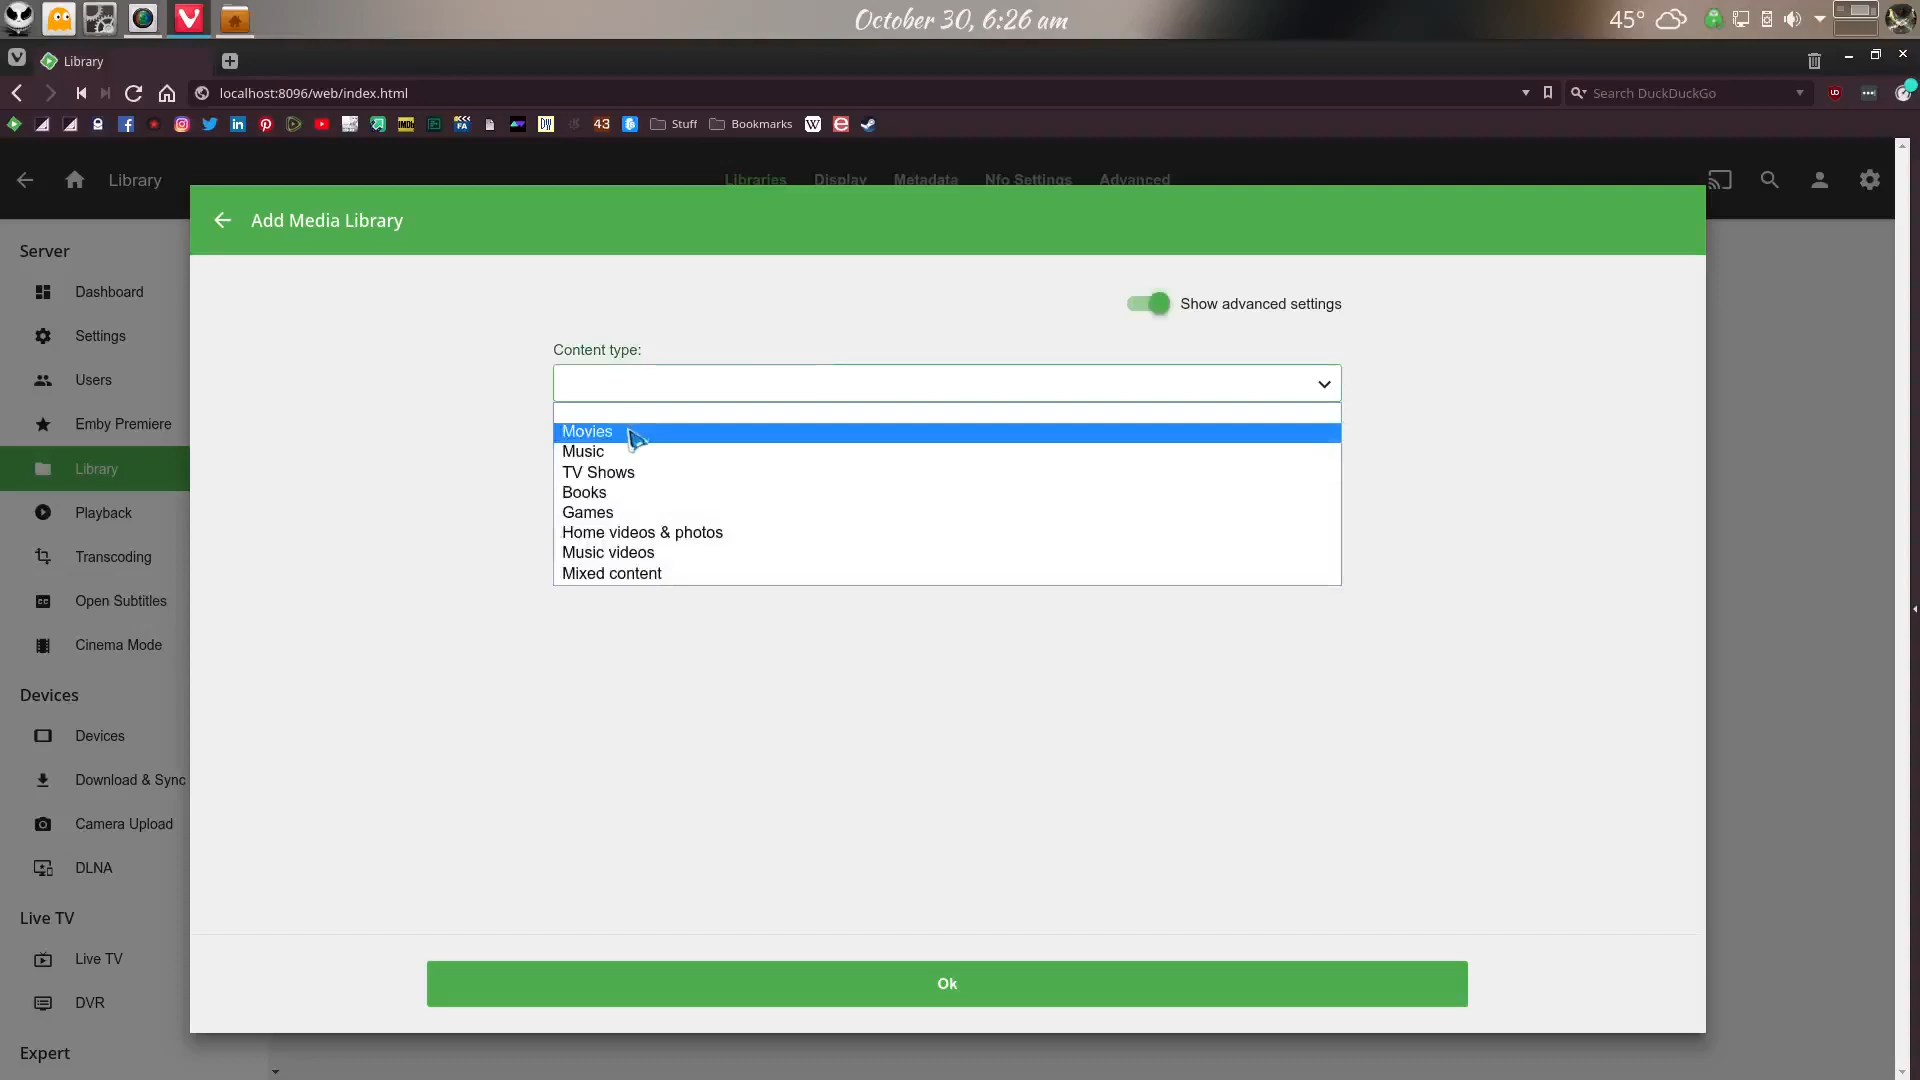 October 30, 6:26 am
45°
Library
localhost:8096/web/index.html
Search DuckDuckGo
43
Stuff
Bookmarks
Library
Libraries
Display
Metadata
Nfo Settings
Advanced
Add Media Library
Server
Dashboard
Settings
Users
Emby Premiere
Library
Playback
Transcoding
Open Subtitles
Cinema Mode
Devices
Devices
Download & Sync
Camera Upload
DLNA
Live TV
Live TV
DVR
Expert
Show advanced settings
Content type:
Movies
Music
TV Shows
Books
Games
Home videos & photos
Music videos
Mixed content
Ok